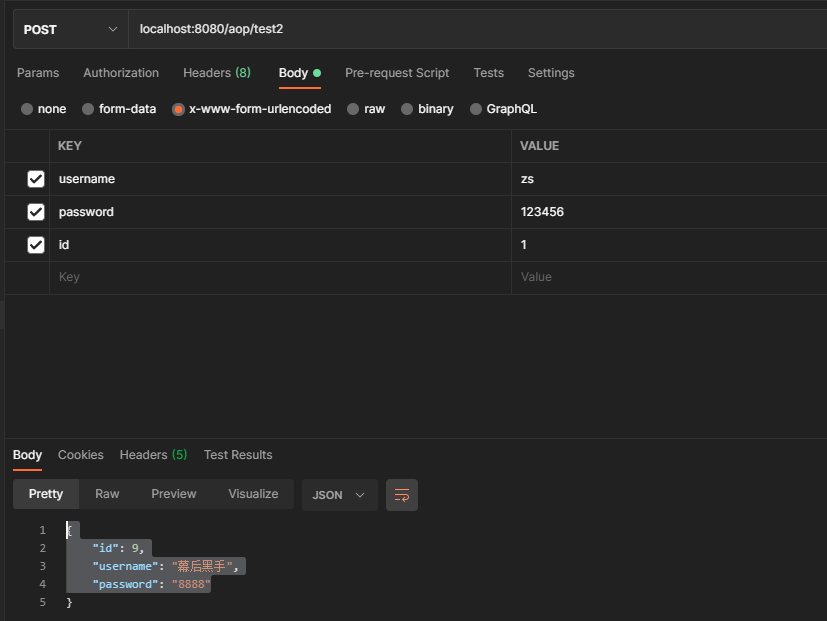 POST localhost:8080/aop/test2
Params Authorization Headers (8) Body Pre-request Script Tests Settings
none form-data x-www-form-urlencoded raw binary GraphQL
KEY VALUE
username zs
password 123456
id 1
Key Value
Body Cookies Headers (5) Test Results
Pretty Raw Preview Visualize JSON
1 {
2 "id": 9,
3 "username": "幕后黑手",
4 "password": "8888"
5 }